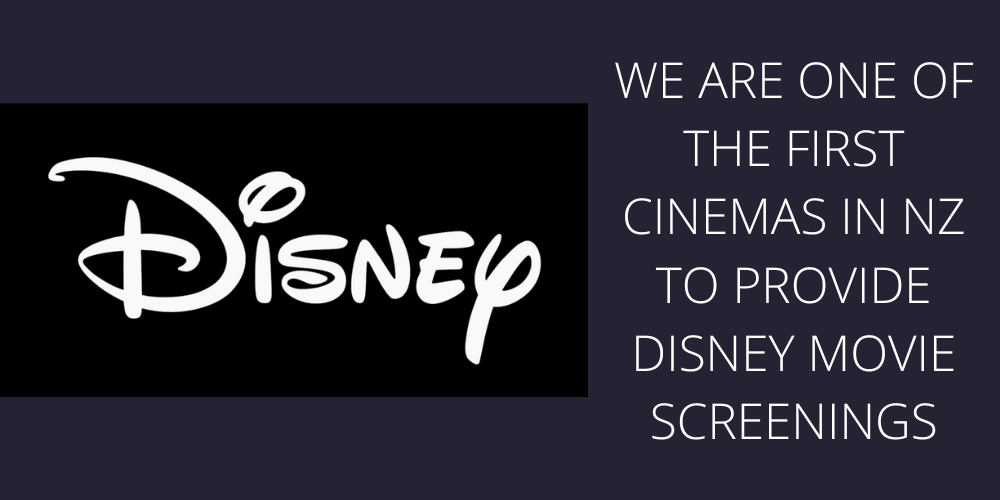 Disney
WE ARE ONE OF
THE FIRST
CINEMAS IN NZ
TO PROVIDE
DISNEY MOVIE
SCREENINGS